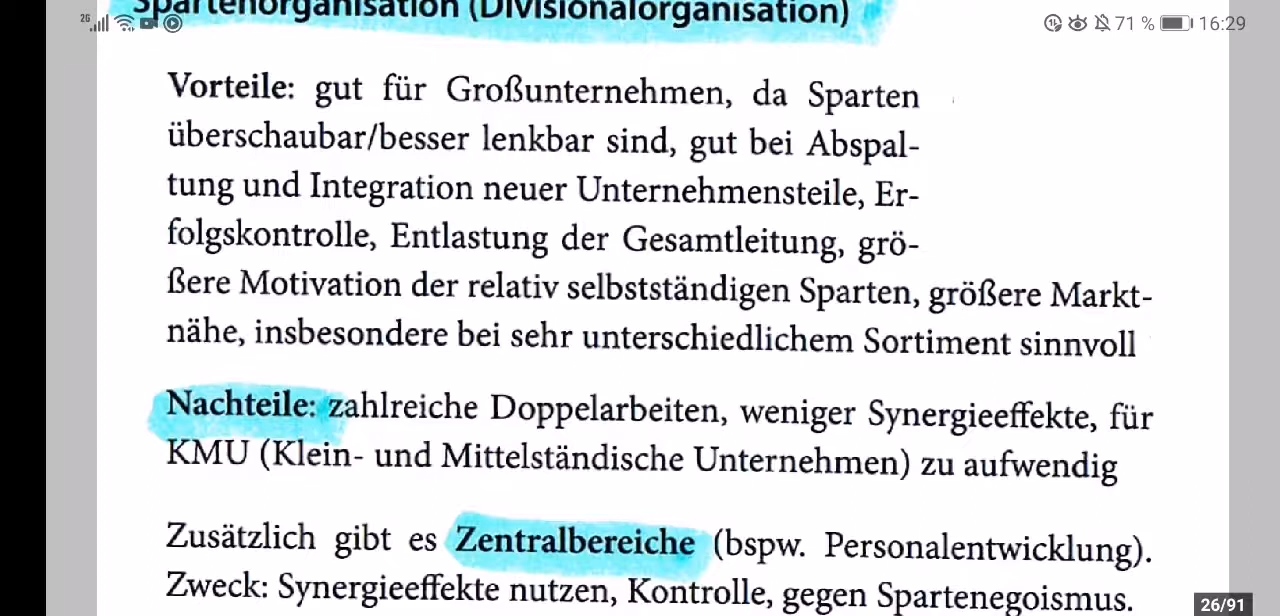 Spartenorganisation (Divisionalorganisation)
26
71 %
16:29
Vorteile: gut für Großunternehmen, da Sparten
überschaubar/besser lenkbar sind, gut bei Abspal-
tung und Integration neuer Unternehmensteile, Er-
folgskontrolle, Entlastung der Gesamtleitung, grö-
ßere Motivation der relativ selbstständigen Sparten, größere Markt-
nähe, insbesondere bei sehr unterschiedlichem Sortiment sinnvoll
Nachteile: zahlreiche Doppelarbeiten, weniger Synergieeffekte, für
KMU (Klein- und Mittelständische Unternehmen) zu aufwendig
Zusätzlich gibt es Zentralbereiche (bspw. Personalentwicklung).
Zweck: Synergieeffekte nutzen, Kontrolle, gegen Spartenegoismus.
26/91